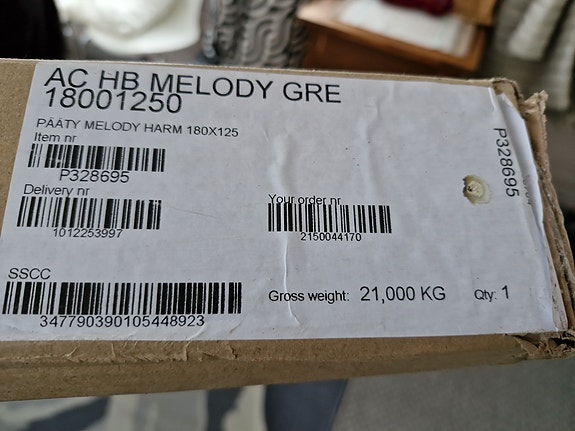 AC HB MELODY GRE
18001250
PÄÄTY MELODY HARM 180X125
Item nr
P328695
Delivery nr
1012253997
Your order nr
2150044170
SSCC
347790390105448923
Gross weight: 21,000 KG
Qty: 1
P328695